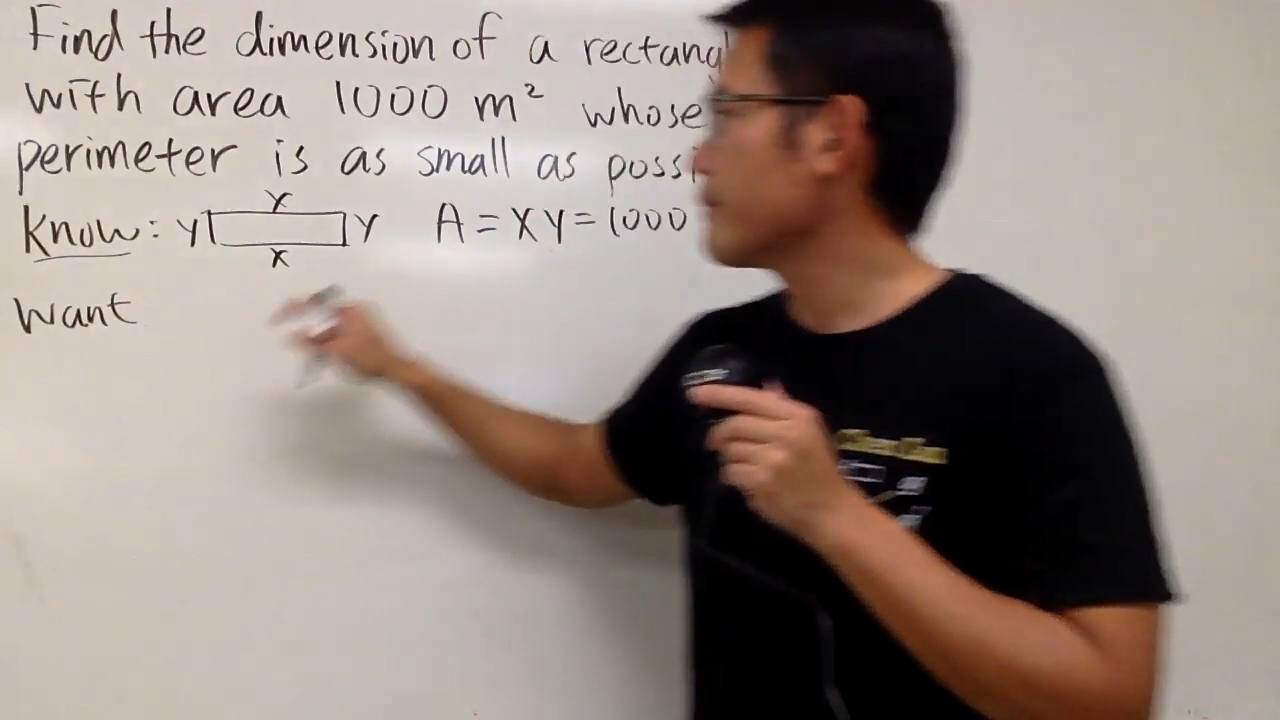 Find the dimension of a rectang
with area 1000 m² whose
perimeter is as small as possi
x
know: y y A = xy = 1000
x
want